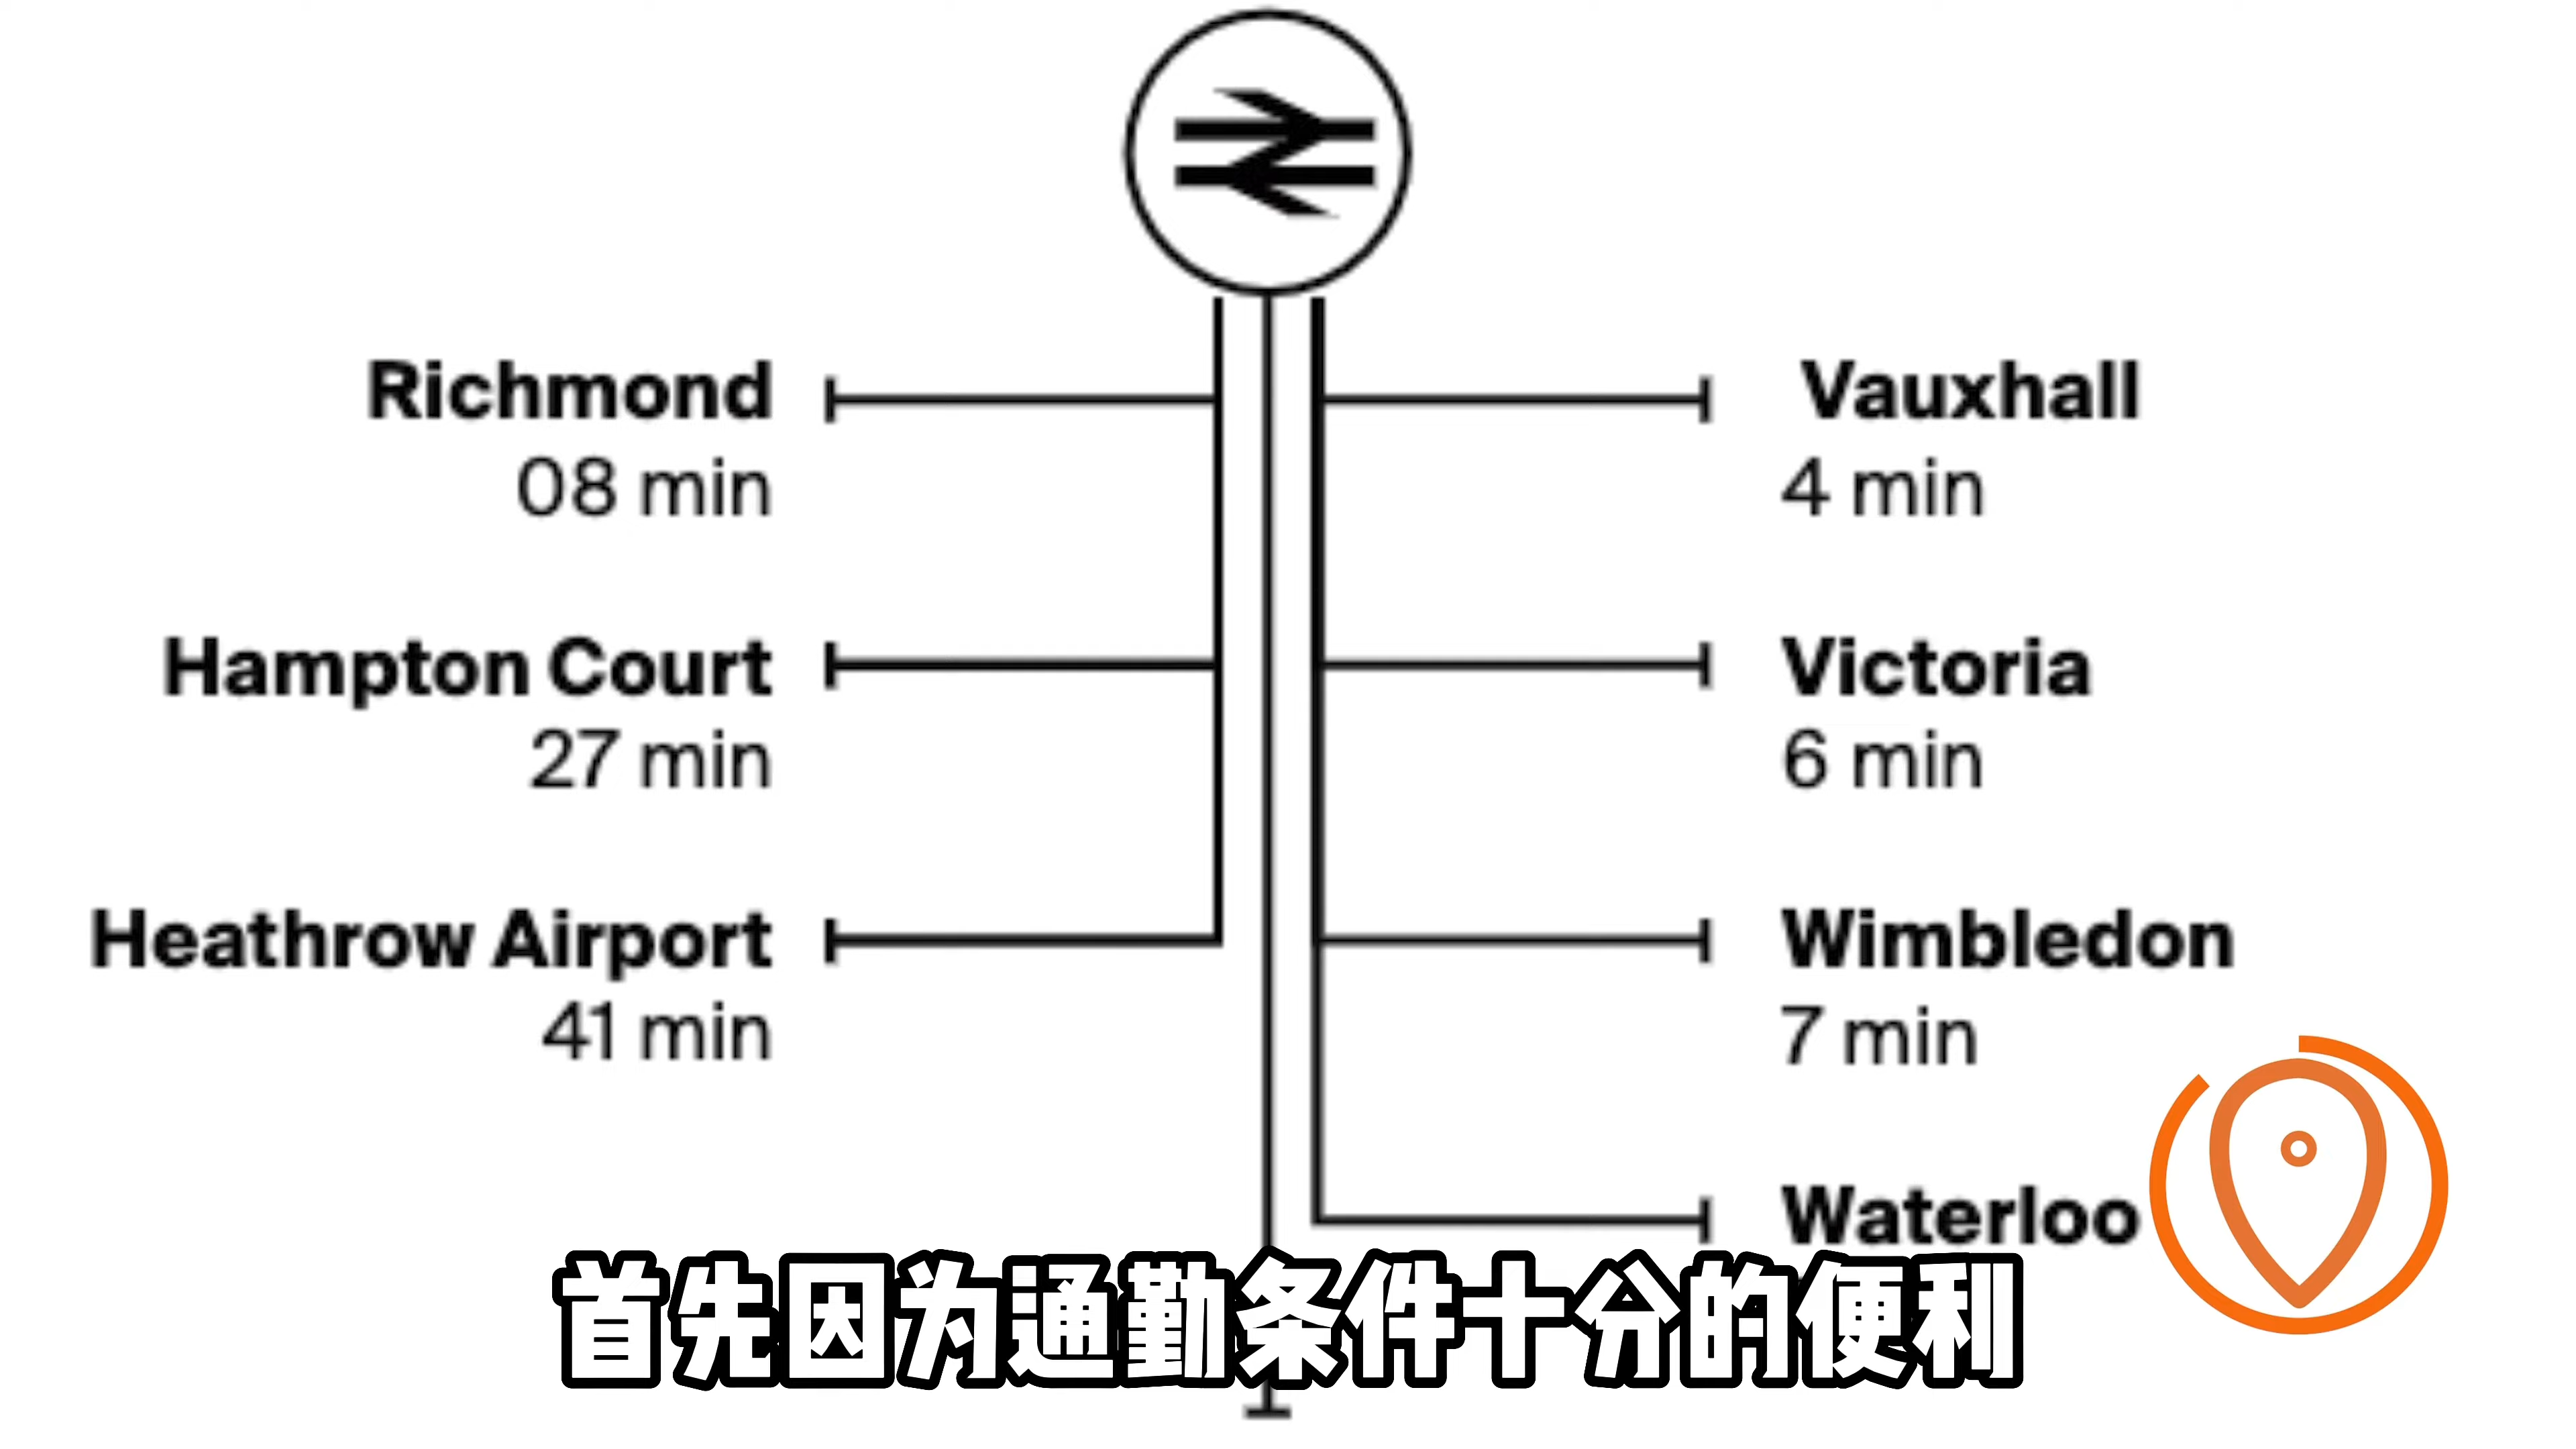 Richmond
08 min
Hampton Court
27 min
Heathrow Airport
41 min
Vauxhall
4 min
Victoria
6 min
Wimbledon
7 min
Waterloo
首先因为通勤条件十分的便利